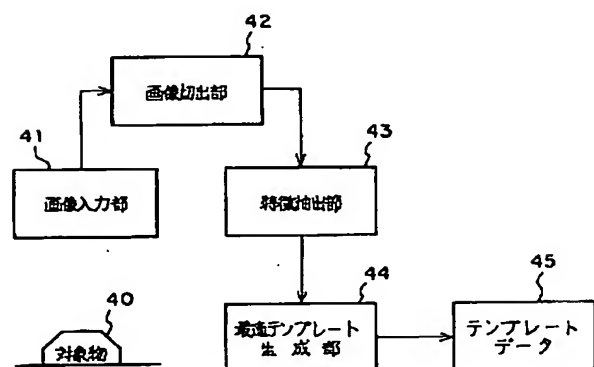 42
画像切出部
41
画像入力部
43
特徴抽出部
44
最適テンプレート
生成部
45
テンプレート
データ
40
対象物